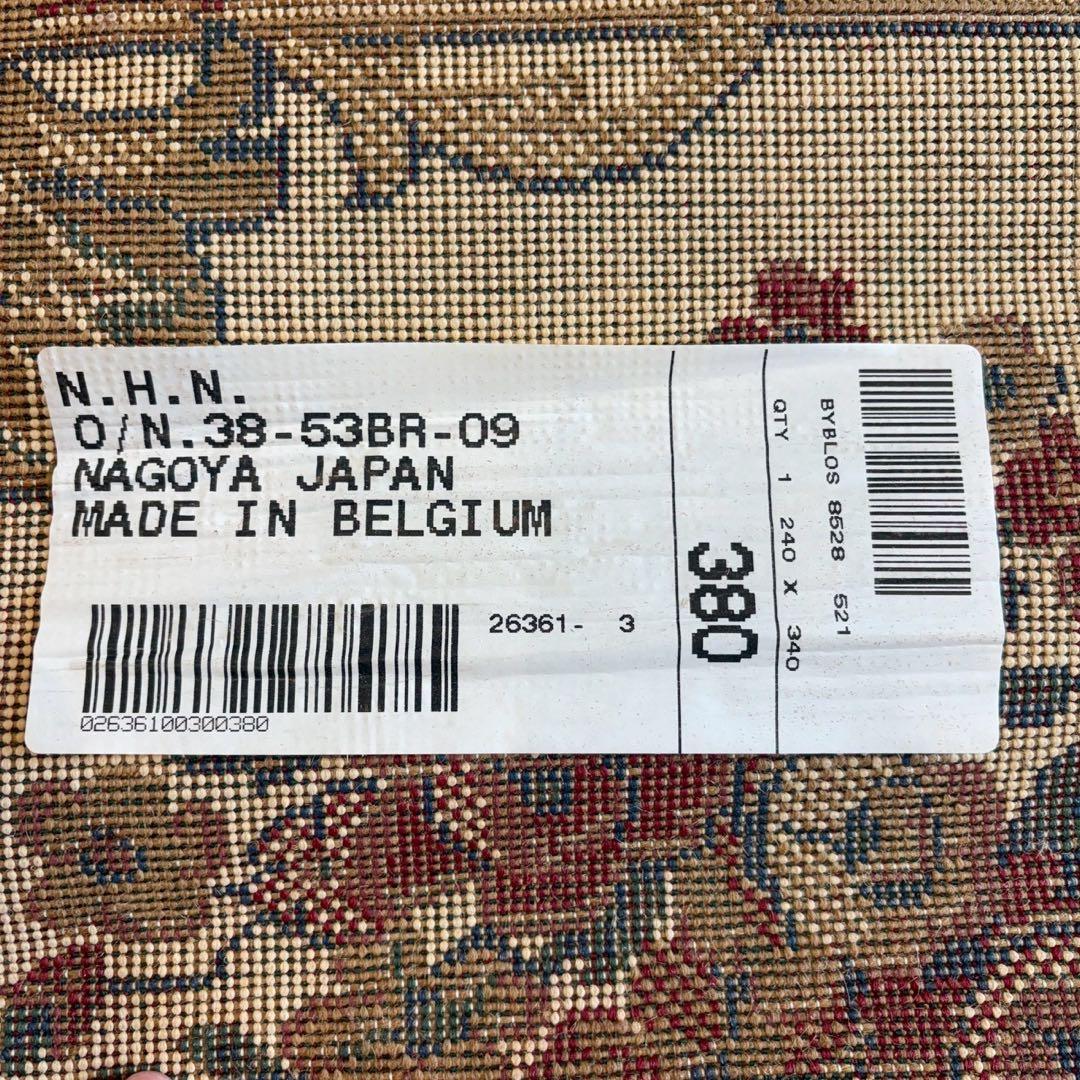 N.H.N.
O/N.38-53BR-09
NAGOYA JAPAN
MADE IN BELGIUM
26361- 3
02636100300380
380
QTY 1 240 X 340
BYBLOS 8528 521